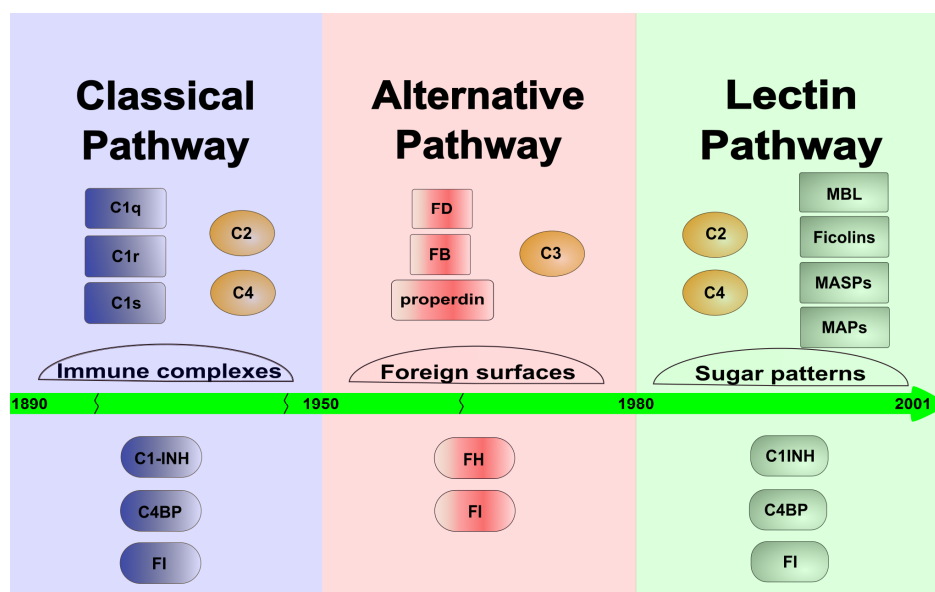 Classical
Pathway
C1q
C1r
C1s
C2
C4
Immune complexes
Alternative
Pathway
FD
FB
properdin
C3
Foreign surfaces
Lectin
Pathway
C2
C4
MBL
Ficolins
MASPs
MAPs
Sugar patterns
1890 1950 1980 2001
C1-INH
C4BP
FI
FH
FI
C1INH
C4BP
FI